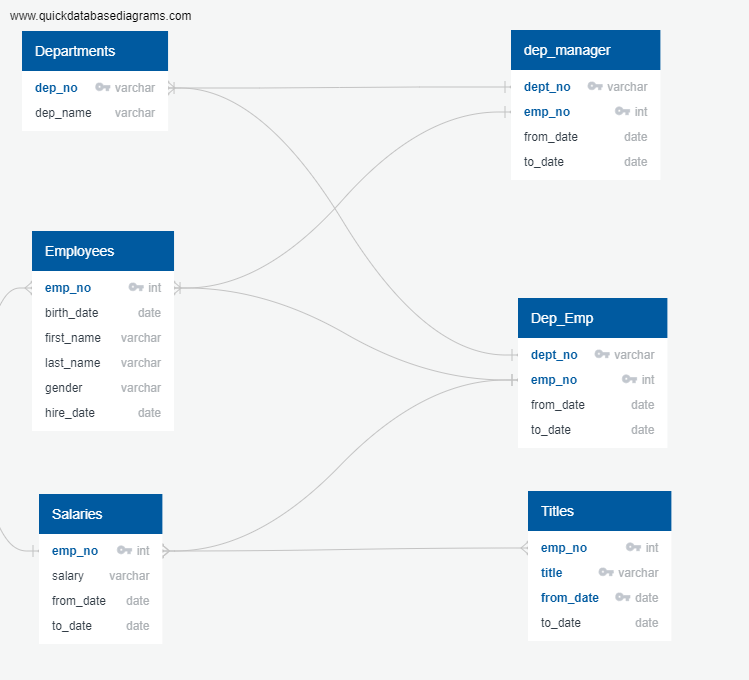 www.quickdatabasediagrams.com
Departments
dep_no varchar
dep_name varchar
dep_manager
dept_no varchar
emp_no int
from_date date
to_date date
Employees
emp_no int
birth_date date
first_name varchar
last_name varchar
gender varchar
hire_date date
Dep_Emp
dept_no varchar
emp_no int
from_date date
to_date date
Salaries
emp_no int
salary varchar
from_date date
to_date date
Titles
emp_no int
title varchar
from_date date
to_date date